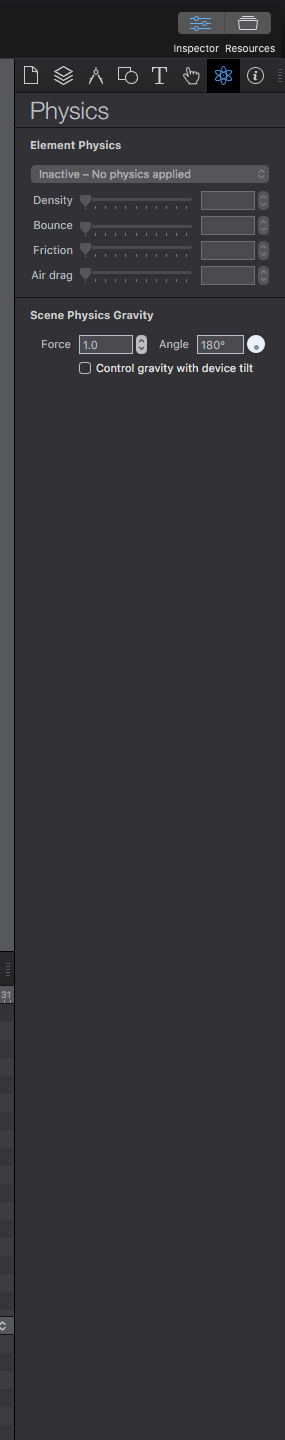 Inspector Resources
Physics
Element Physics
Inactive – No physics applied
Density
Bounce
Friction
Air drag
Scene Physics Gravity
Force 1.0 Angle 180º
Control gravity with device tilt
31